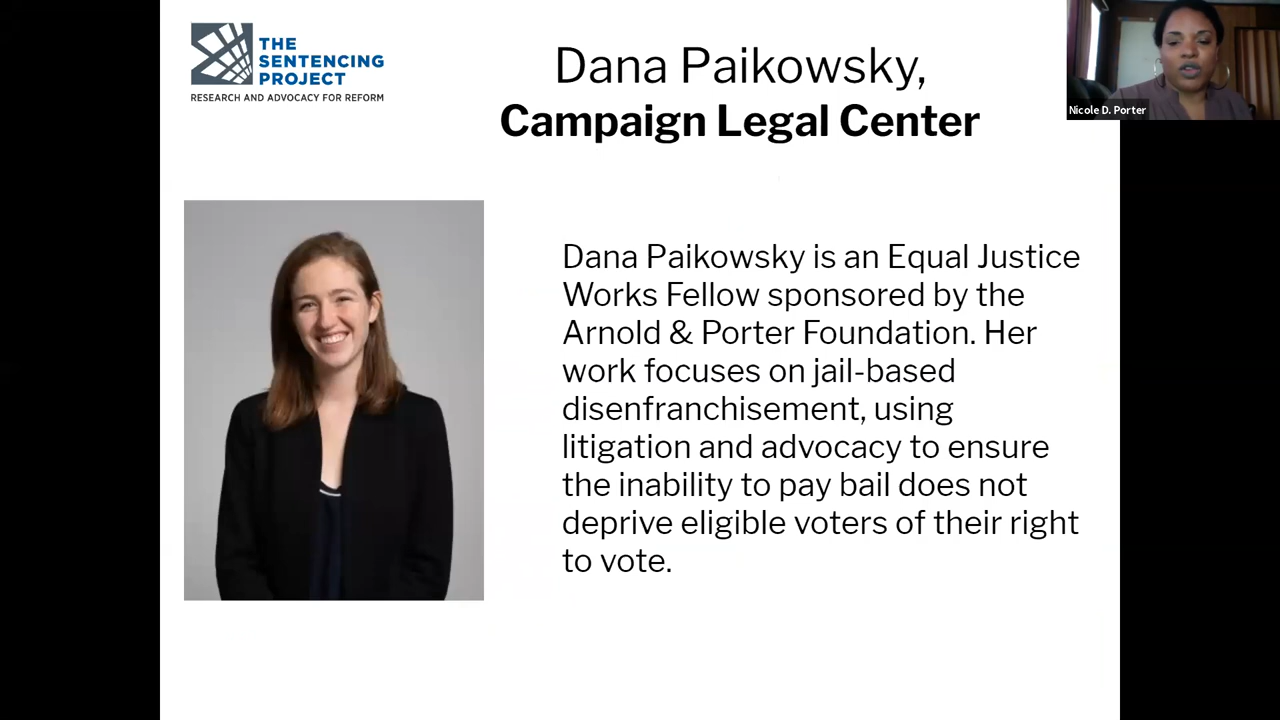 THE
SENTENCING
PROJECT
RESEARCH AND ADVOCACY FOR REFORM
Dana Paikowsky,
Campaign Legal Center
Nicole D. Porter
Dana Paikowsky is an Equal Justice
Works Fellow sponsored by the
Arnold & Porter Foundation. Her
work focuses on jail-based
disenfranchisement, using
litigation and advocacy to ensure
the inability to pay bail does not
deprive eligible voters of their right
to vote.